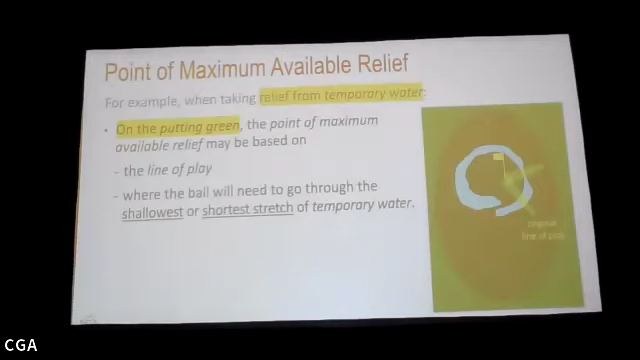 Point of Maximum Available Relief
For example, when taking relief from temporary water:
• On the putting green, the point of maximum
available relief may be based on
- the line of play
- where the ball will need to go through the
shallowest or shortest stretch of temporary water.
original
line of play
CGA